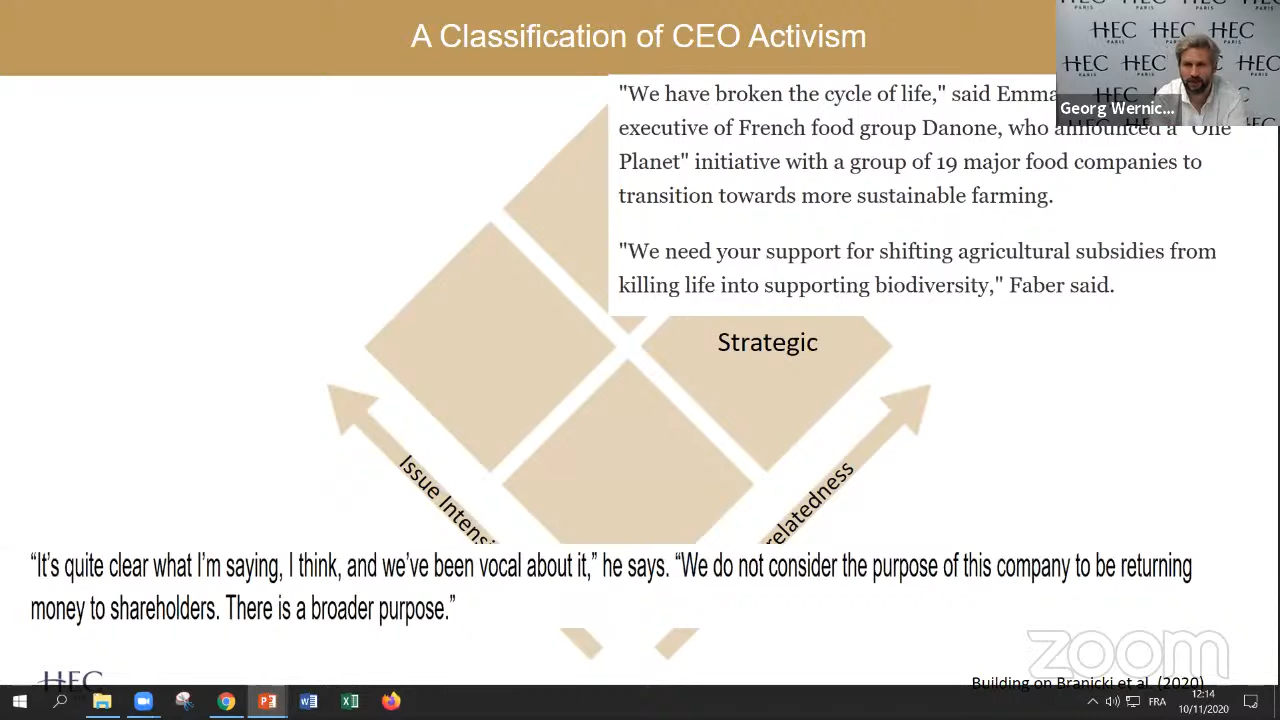 A Classification of CEO Activism
HEC
PARIS
HEC
HEC
HEC
HEC
HEC
Georg Wernic...
"We have broken the cycle of life," said Emma
executive of French food group Danone, who announced a "One
Planet" initiative with a group of 19 major food companies to
transition towards more sustainable farming.
"We need your support for shifting agricultural subsidies from
killing life into supporting biodiversity," Faber said.
Strategic
Issue Intensi
relatedness
“It’s quite clear what I’m saying, I think, and we’ve been vocal about it,” he says. “We do not consider the purpose of this company to be returning
money to shareholders. There is a broader purpose.”
zoom
HEC
Building on Branicki et al. (2020)
FRA
12:14
10/11/2020